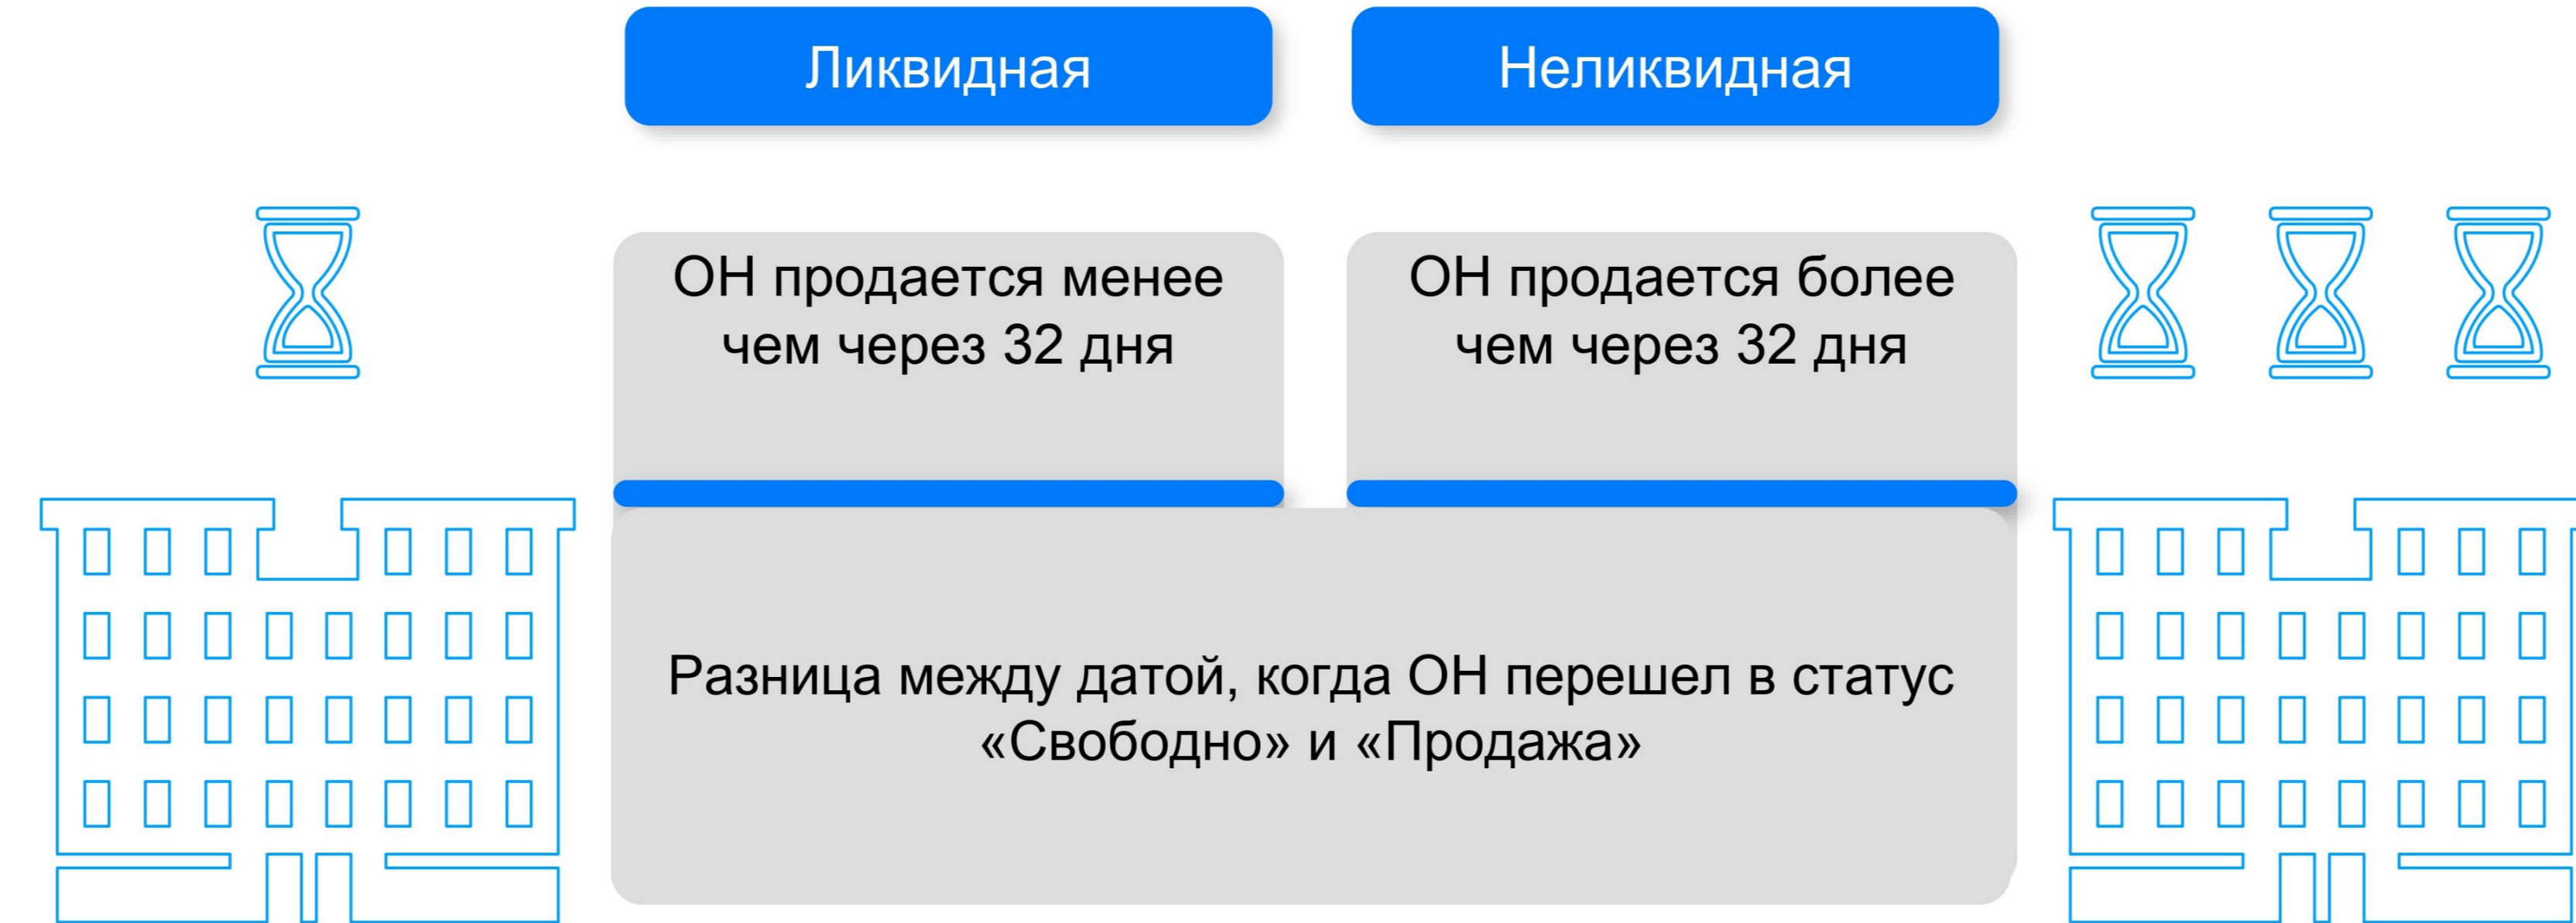 Ликвидная
Неликвидная
ОН продается менее
чем через 32 дня
ОН продается более
чем через 32 дня
Разница между датой, когда ОН перешел в статус
«Свободно» и «Продажа»